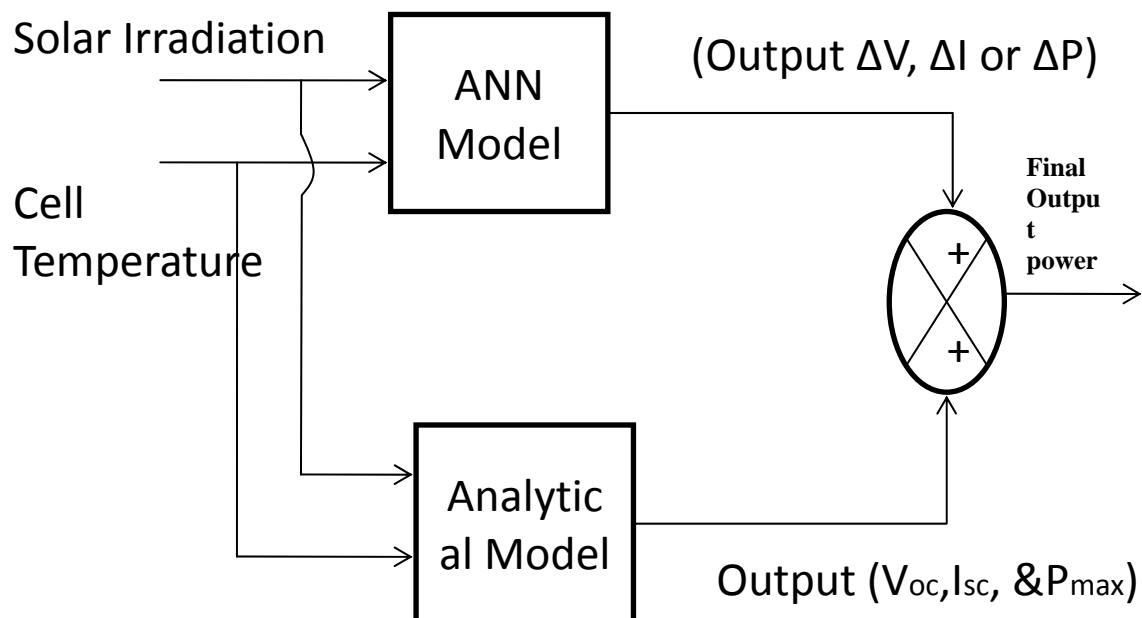 Solar Irradiation
ANN
Model
(Output ΔV, ΔI or ΔP)
Cell
Temperature
Final
Outpu
t
power
+
+
Analytic
al Model
Output (Voc,Isc, &Pmax)